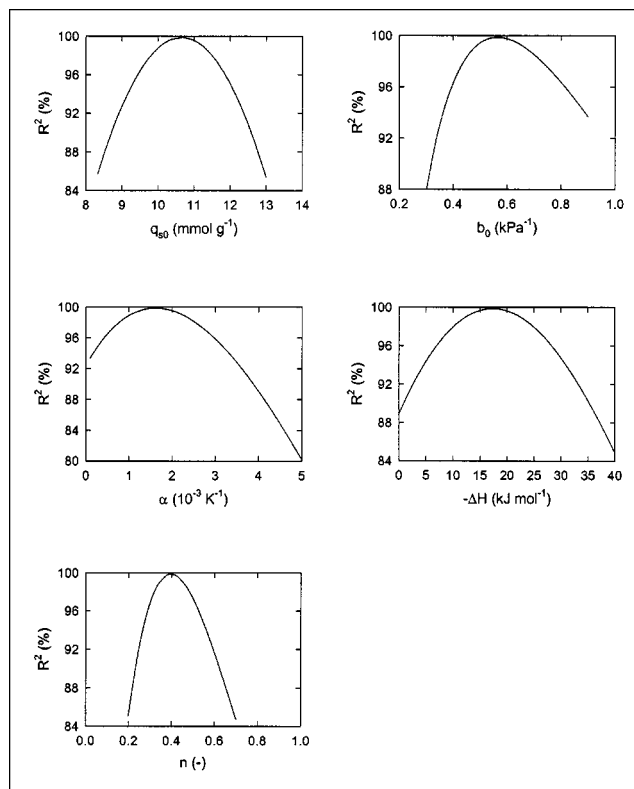 100
96
92
88
84
R² (%)
8 9 10 11 12 13 14
qₛ₀ (mmol g⁻¹)
100
96
92
88
R² (%)
0.2 0.4 0.6 0.8 1.0
b₀ (kPa⁻¹)
100
96
92
88
84
80
R² (%)
0 1 2 3 4 5
α (10⁻³ K⁻¹)
100
96
92
88
84
R² (%)
0 5 10 15 20 25 30 35 40
-ΔH (kJ mol⁻¹)
100
96
92
88
84
R² (%)
0.0 0.2 0.4 0.6 0.8 1.0
n (-)